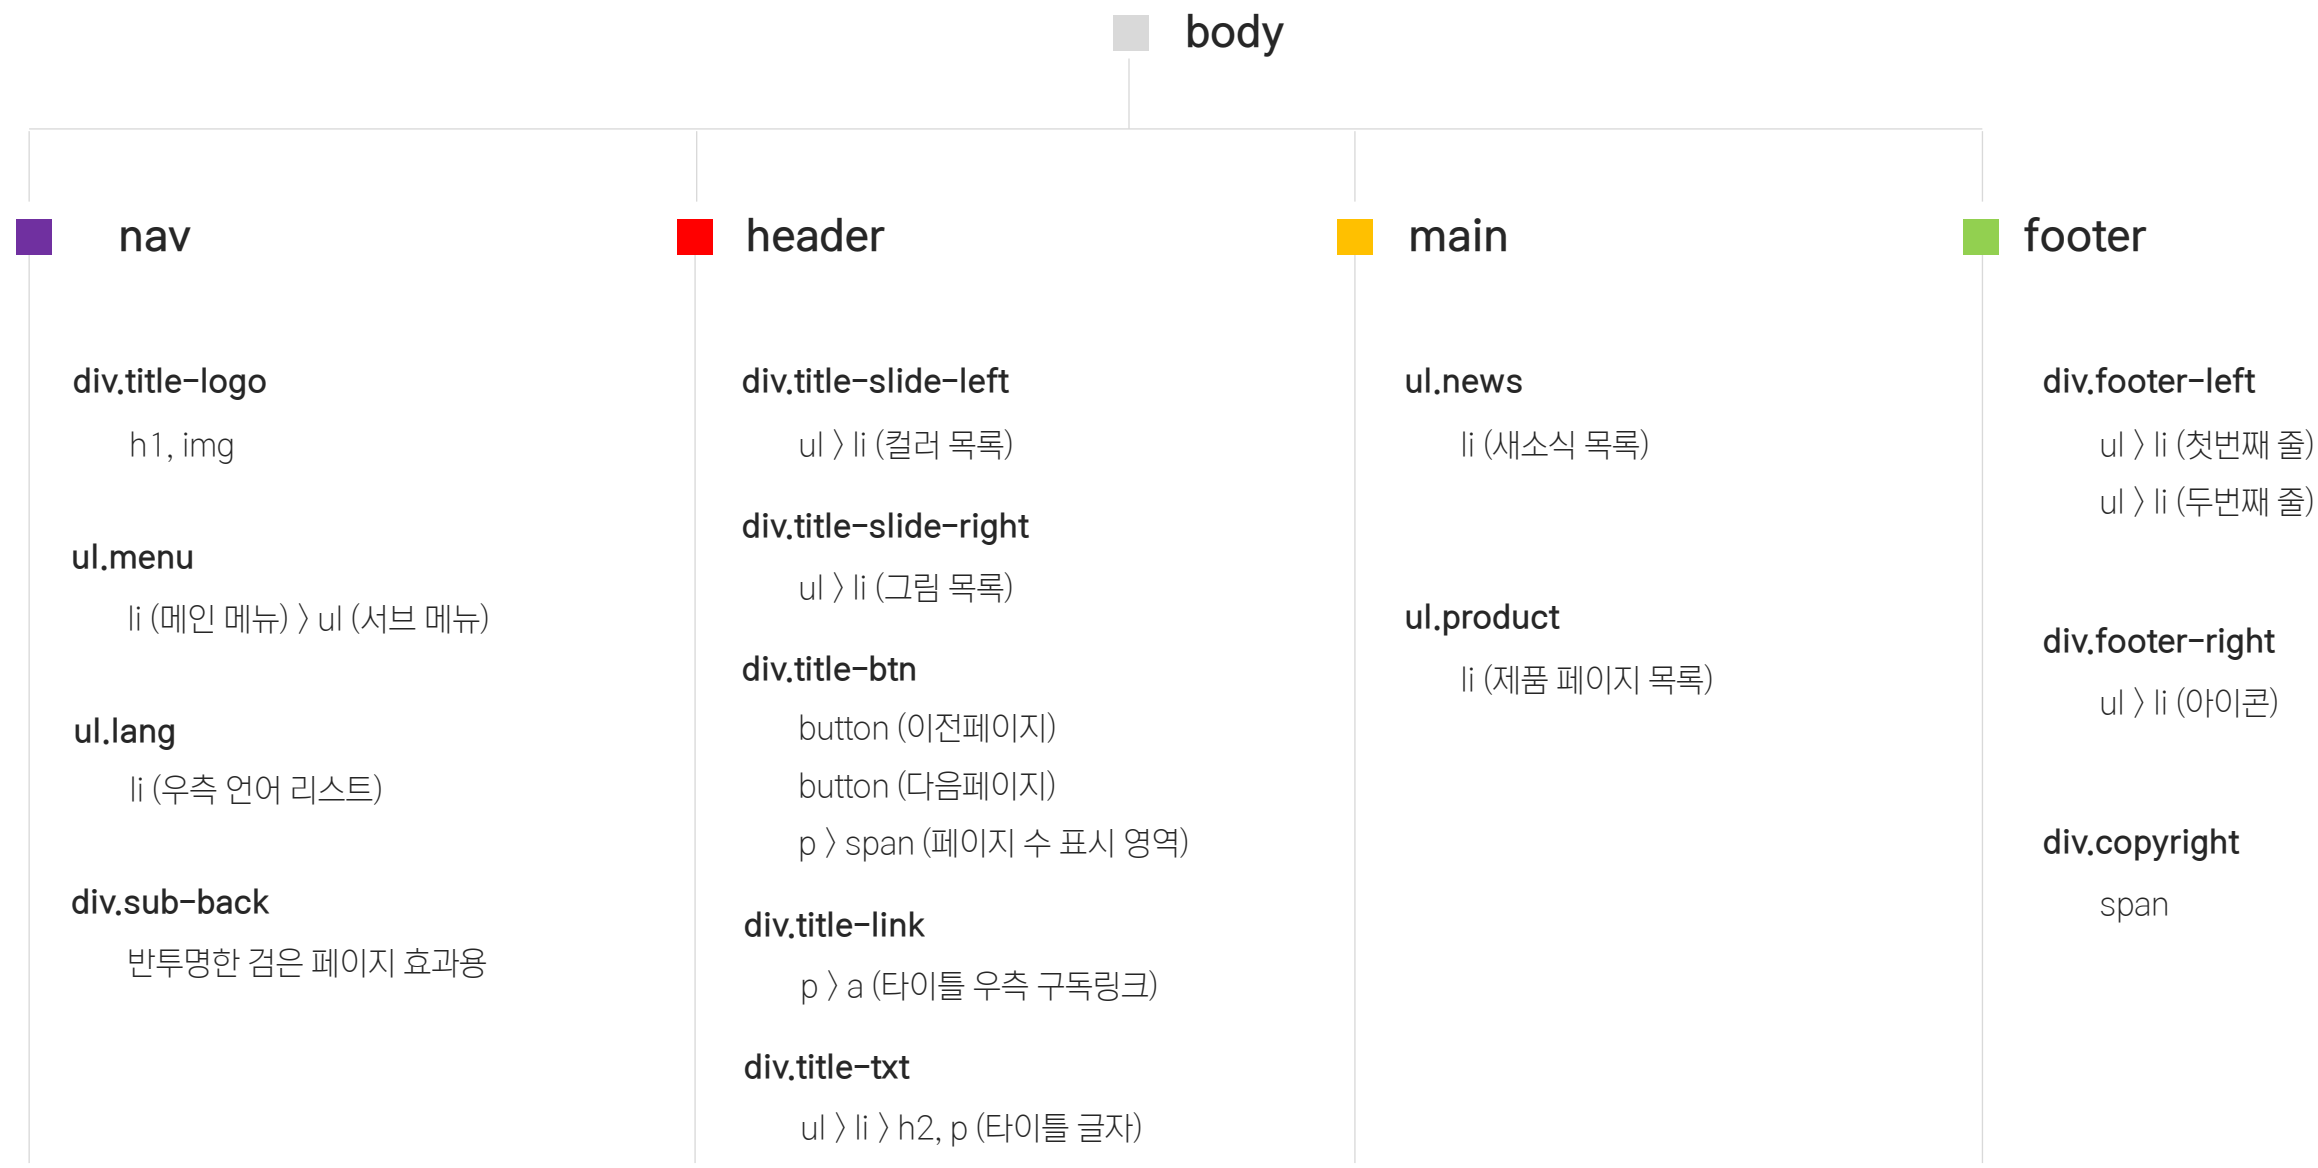 body
nav
div.title-logo
h1, img
ul.menu
li (메인 메뉴) > ul (서브 메뉴)
ul.lang
li (우측 언어 리스트)
div.sub-back
반투명한 검은 페이지 효과용
header
div.title-slide-left
ul > li (컬러 목록)
div.title-slide-right
ul > li (그림 목록)
div.title-btn
button (이전페이지)
button (다음페이지)
p > span (페이지 수 표시 영역)
div.title-link
p > a (타이틀 우측 구독링크)
div.title-txt
ul > li > h2, p (타이틀 글자)
main
ul.news
li (새소식 목록)
ul.product
li (제품 페이지 목록)
footer
div.footer-left
ul > li (첫번째 줄)
ul > li (두번째 줄)
div.footer-right
ul > li (아이콘)
div.copyright
span